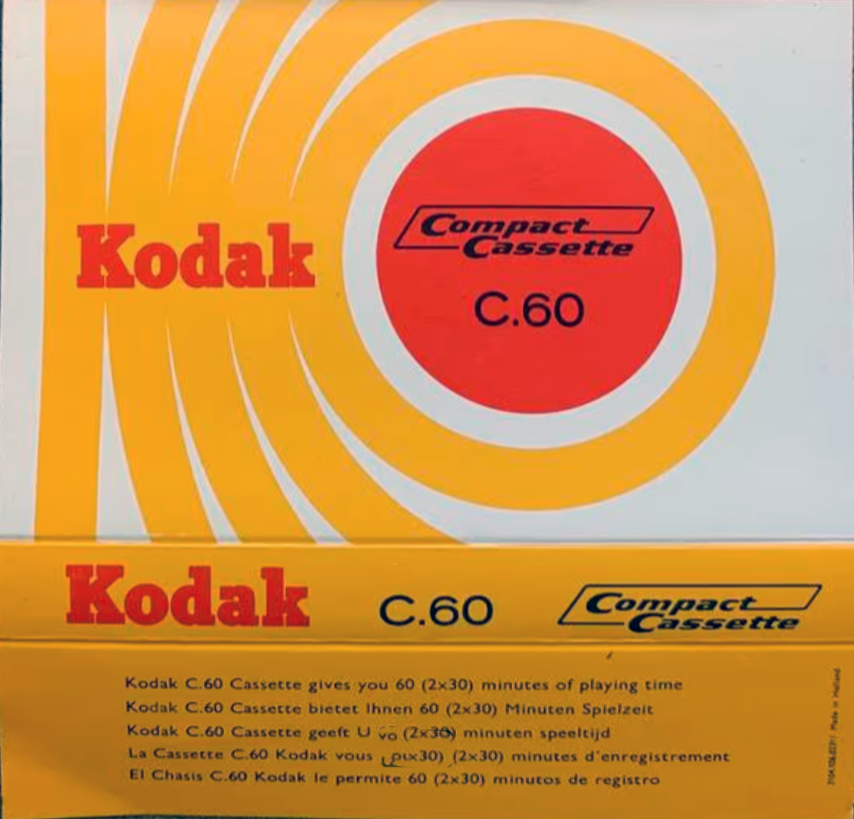 Kodak
Compact
Cassette
C.60
Kodak C.60 Compact
Cassette
Kodak C.60 Cassette gives you 60 (2x30) minutes of playing time
Kodak C.60 Cassette bietet Ihnen 60 (2x30) Minuten Spielzeit
Kodak C.60 Cassette geeft U (2x30) minuten speeltijd
La Cassette C.60 Kodak vous (2x30) minutes d'enregistrement
El Chasis C.60 Kodak le permite 60 (2x30) minutos de registro
Made in Holland